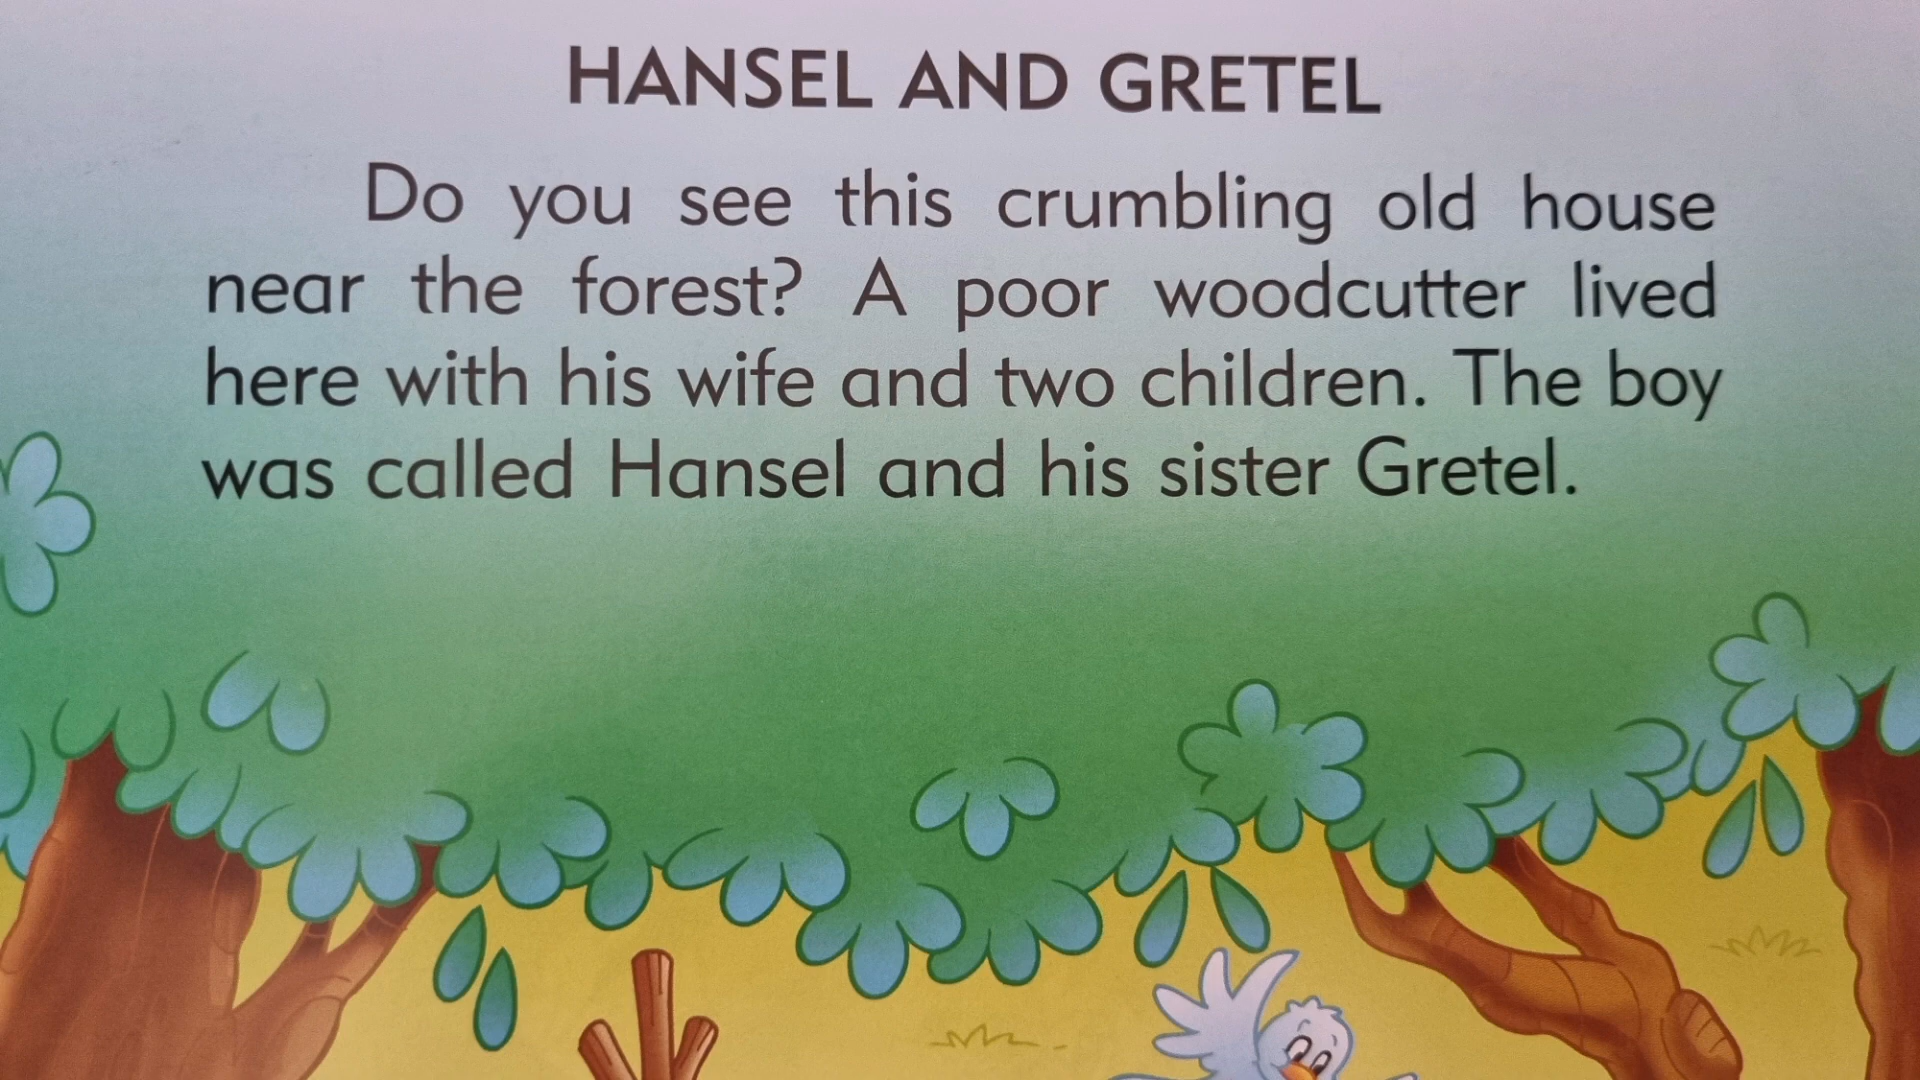 HANSEL AND GRETEL
Do you see this crumbling old house
near the forest? A poor woodcutter lived
here with his wife and two children. The boy
was called Hansel and his sister Gretel.